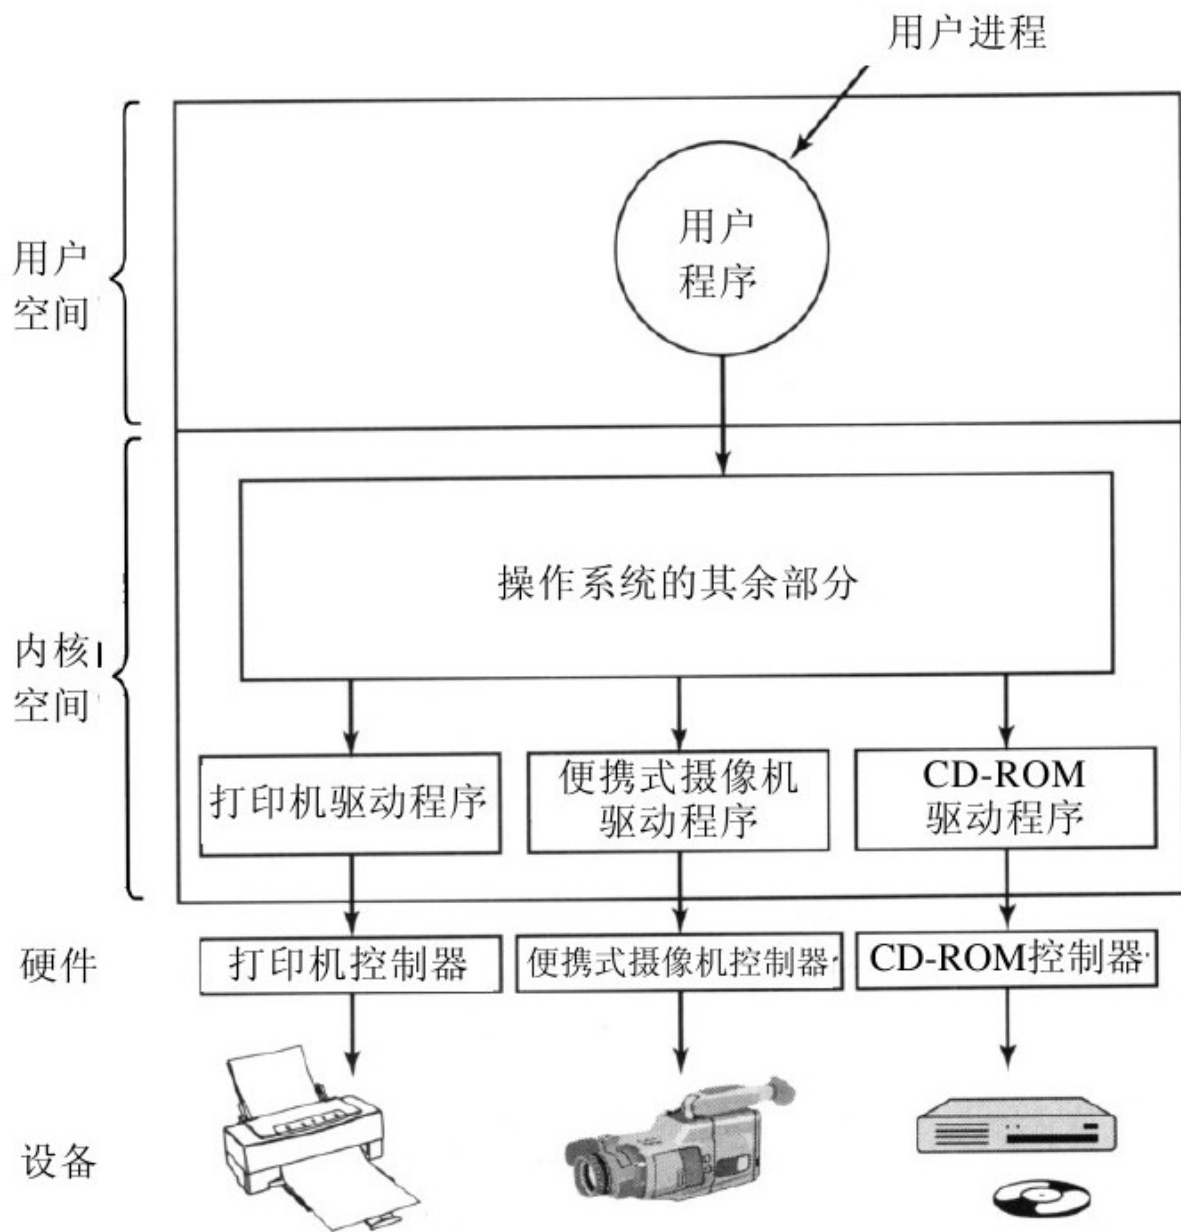 用户进程
用户
程序
用户
空间
操作系统的其余部分
内核
空间
打印机驱动程序
便携式摄像机
驱动程序
CD-ROM
驱动程序
硬件
打印机控制器
便携式摄像机控制器
CD-ROM控制器
设备